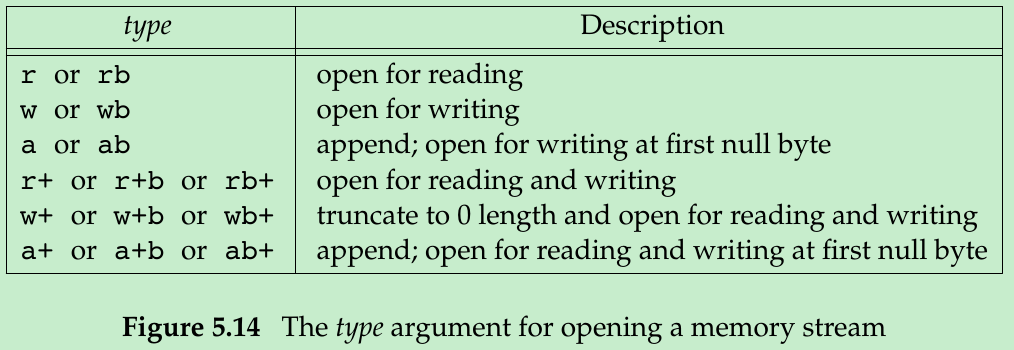 type Description
r or rb open for reading
w or wb open for writing
a or ab append; open for writing at first null byte
r+ or r+b or rb+ open for reading and writing
w+ or w+b or wb+ truncate to 0 length and open for reading and writing
a+ or a+b or ab+ append; open for reading and writing at first null byte
Figure 5.14 The type argument for opening a memory stream